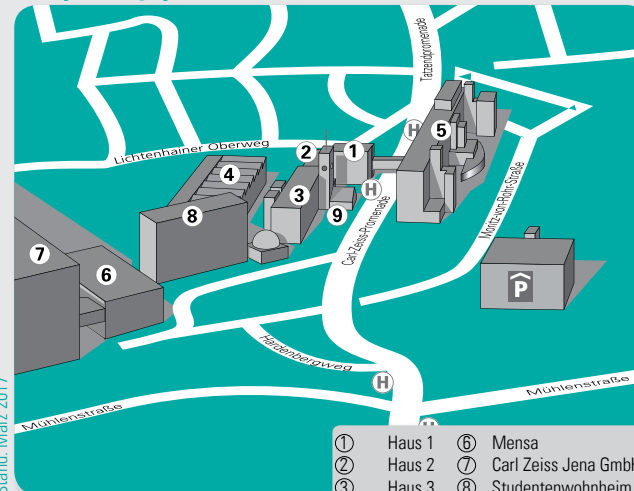 Tatzendpromenade
H
5
Lichtenhainer Oberweg
2
1
4
3
H
8
9
Carl-Zeiss-Promenade
Moritz-von-Rohr-Straße
7
6
P
Hardenbergweg
H
Mühlenstraße
Mühlenstraße
H
Stand: März 2017
1 Haus 1 6 Mensa
2 Haus 2 7 Carl Zeiss Jena GmbH
3 Haus 3 8 Studentenwohnheim